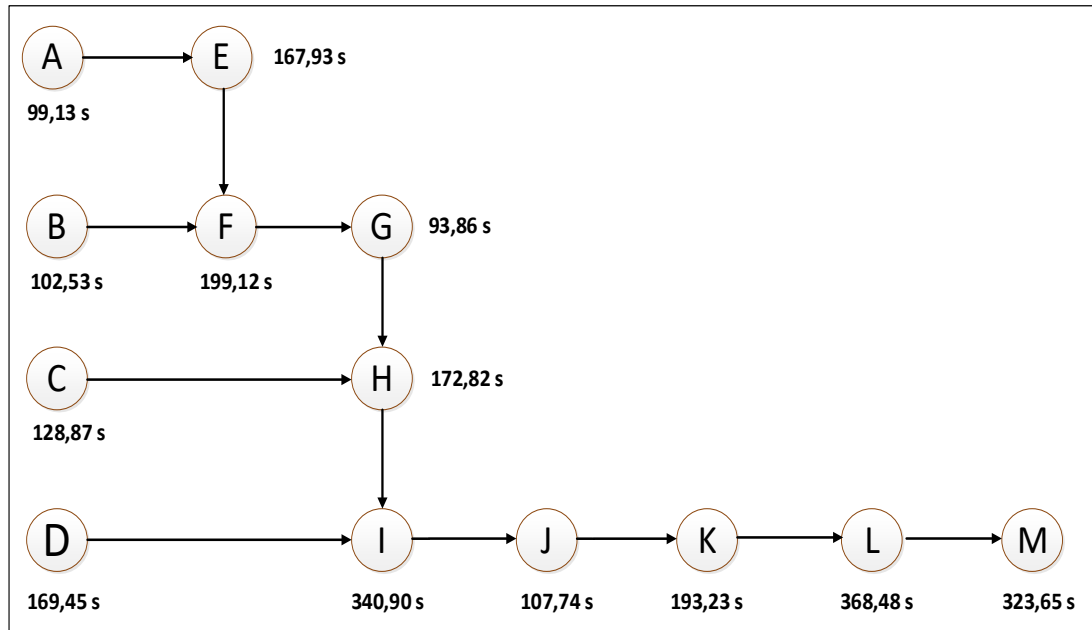 A E 167,93 s
99,13 s
B F G 93,86 s
102,53 s 199,12 s
C H 172,82 s
128,87 s
D I J K L M
169,45 s 340,90 s 107,74 s 193,23 s 368,48 s 323,65 s